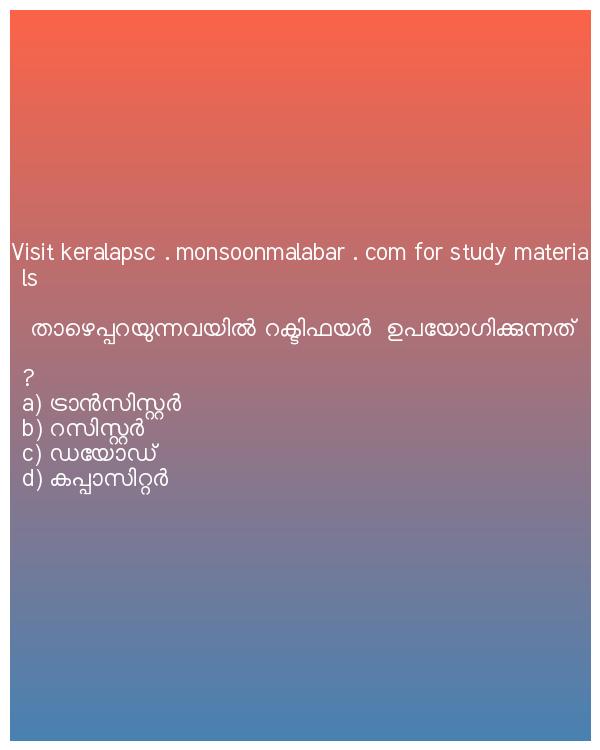 Visit keralapsc . monsoonmalabar . com for study materia
ls
താഴെപ്പറയുന്നവയിൽ റക്ടിഫയർ ഉപയോഗിക്കുന്നത്
?
a) ട്രാൻസിസ്റ്റർ
b) റസിസ്റ്റർ
c) ഡയോഡ്
d) കപ്പാസിറ്റർ